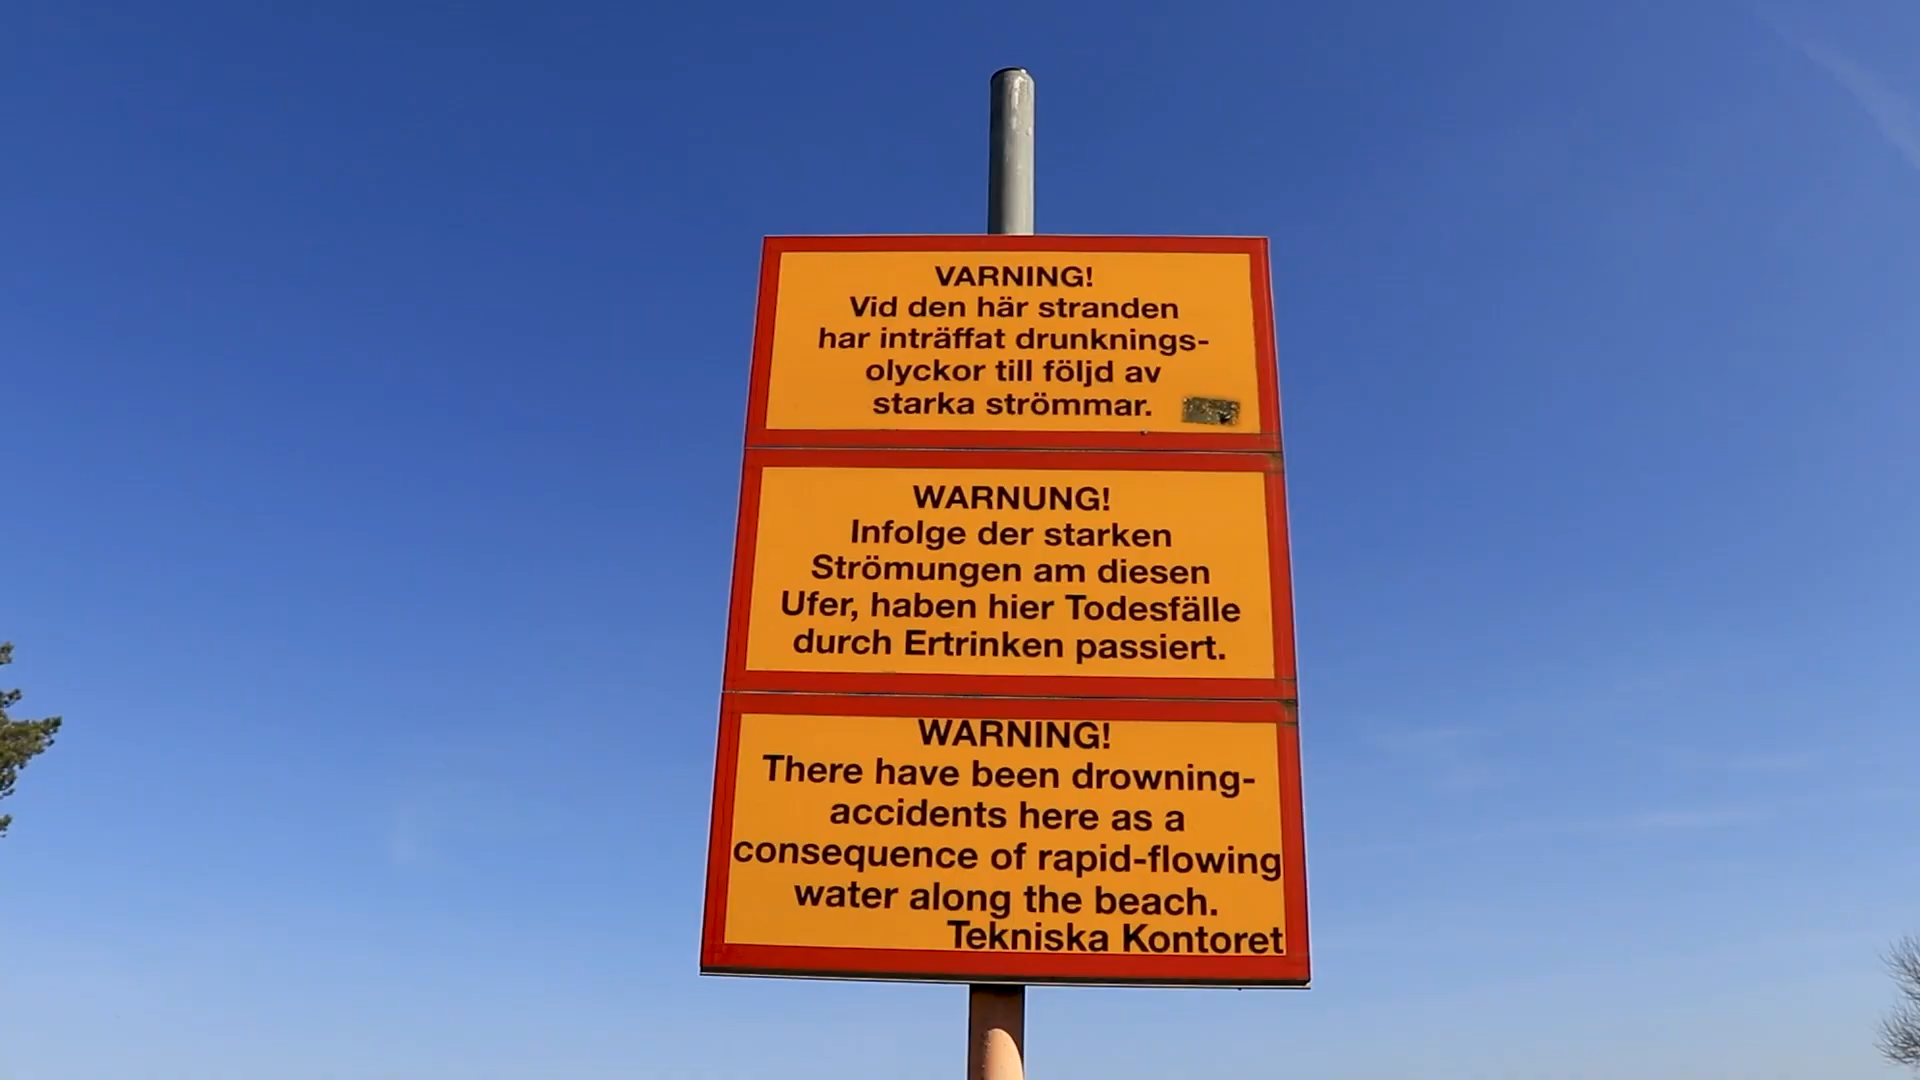 VARNING!
Vid den här stranden
har inträffat drunknings-
olyckor till följd av
starka strömmar.
WARNUNG!
Infolge der starken
Strömungen am diesen
Ufer, haben hier Todesfälle
durch Ertrinken passiert.
WARNING!
There have been drowning-
accidents here as a
consequence of rapid-flowing
water along the beach.
Tekniska Kontoret